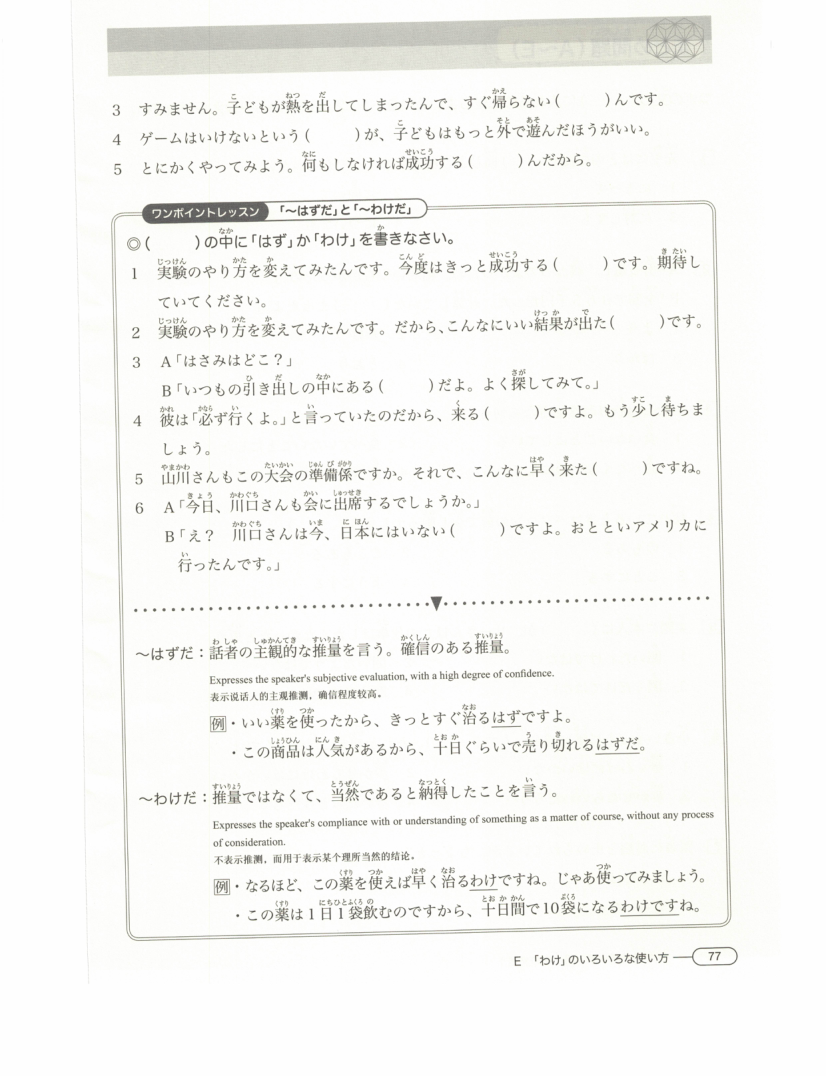 3 すみません。子どもが熱を出してしまったんで、すぐ帰らない(　　　)んです。
4 ゲームはいけないという(　　　)が、子どもはもっと外で遊んだほうがいい。
5 とにかくやってみよう。何もしなければ成功する(　　　)んだから。
ワンポイントレッスン 「～はずだ」と「～わけだ」
◎(　　　)の中に「はず」か「わけ」を書きなさい。
1 実験のやり方を変えてみたんです。今度はきっと成功する(　　　)です。期待し
ていてください。
2 実験のやり方を変えてみたんです。だから、こんなにいい結果が出た(　　　)です。
3 A「はさみはどこ？」
B「いつもの引き出しの中にある(　　　)だよ。よく探してみて。」
4 彼は「必ず行くよ。」と言っていたのだから、来る(　　　)ですよ。もう少し待ちま
しょう。
5 山川さんもこの大会の準備係ですか。それで、こんなに早く来た(　　　)ですね。
6 A「今日、川口さんも会に出席するでしょうか。」
B「え？　川口さんは今、日本にはいない(　　　)ですよ。おとといアメリカに
行ったんです。」
～はずだ：話者の主観的な推量を言う。確信のある推量。
Expresses the speaker's subjective evaluation, with a high degree of confidence.
表示说话人的主观推测，确信程度较高。
例・いい薬を使ったから、きっとすぐ治るはずですよ。
・この商品は人気があるから、十日ぐらいで売り切れるはずだ。
～わけだ：推量ではなくて、当然であると納得したことを言う。
Expresses the speaker's compliance with or understanding of something as a matter of course, without any process
of consideration.
不表示推测，而用于表示某个理所当然的结论。
例・なるほど、この薬を使えば早く治るわけですね。じゃあ使ってみましょう。
・この薬は1日1袋飲むのですから、十日間で10袋になるわけですね。
E 「わけ」のいろいろな使い方 77